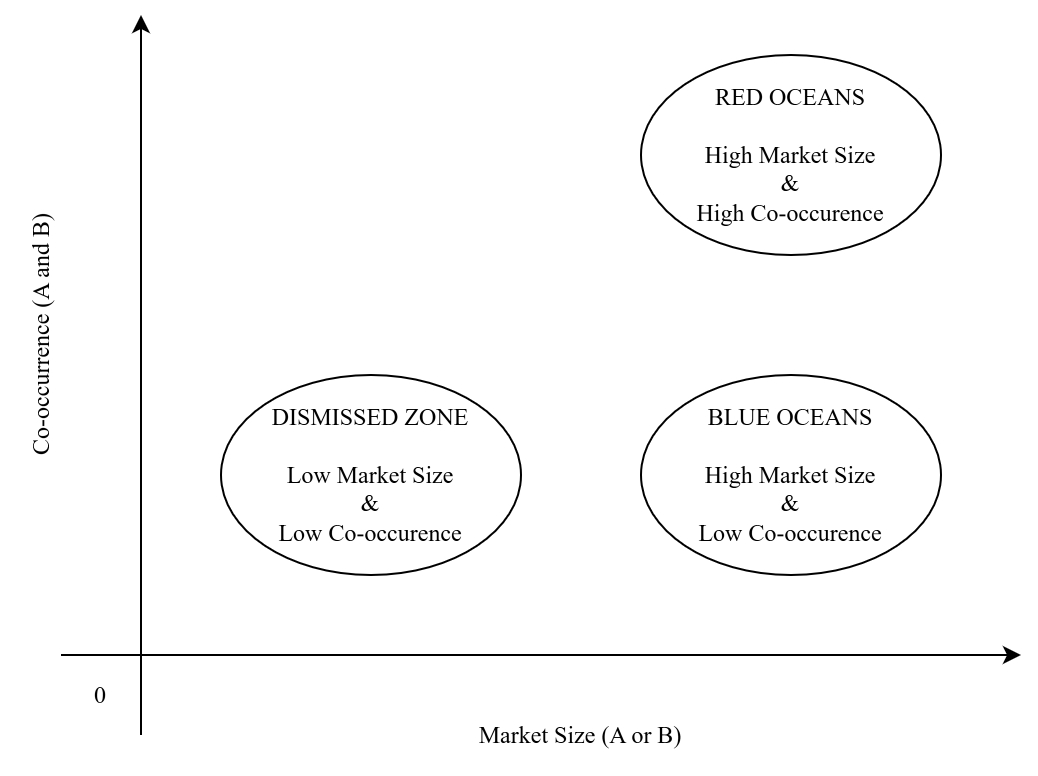 Co-occurrence (A and B)
RED OCEANS
High Market Size
&
High Co-occurence
DISMISSED ZONE
Low Market Size
&
Low Co-occurence
BLUE OCEANS
High Market Size
&
Low Co-occurence
0
Market Size (A or B)